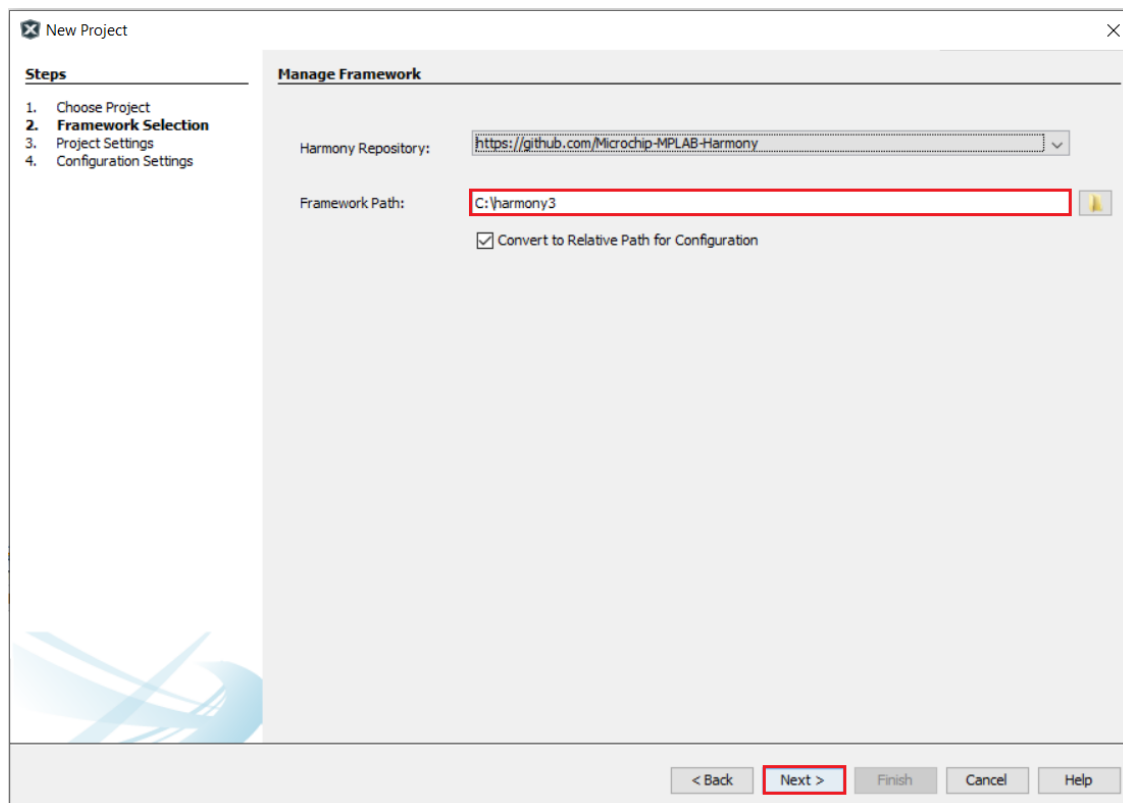 New Project
Steps
1. Choose Project
2. Framework Selection
3. Project Settings
4. Configuration Settings
Manage Framework
Harmony Repository: https://github.com/Microchip-MPLAB-Harmony
Framework Path: C:\harmony3
Convert to Relative Path for Configuration
< Back Next > Finish Cancel Help